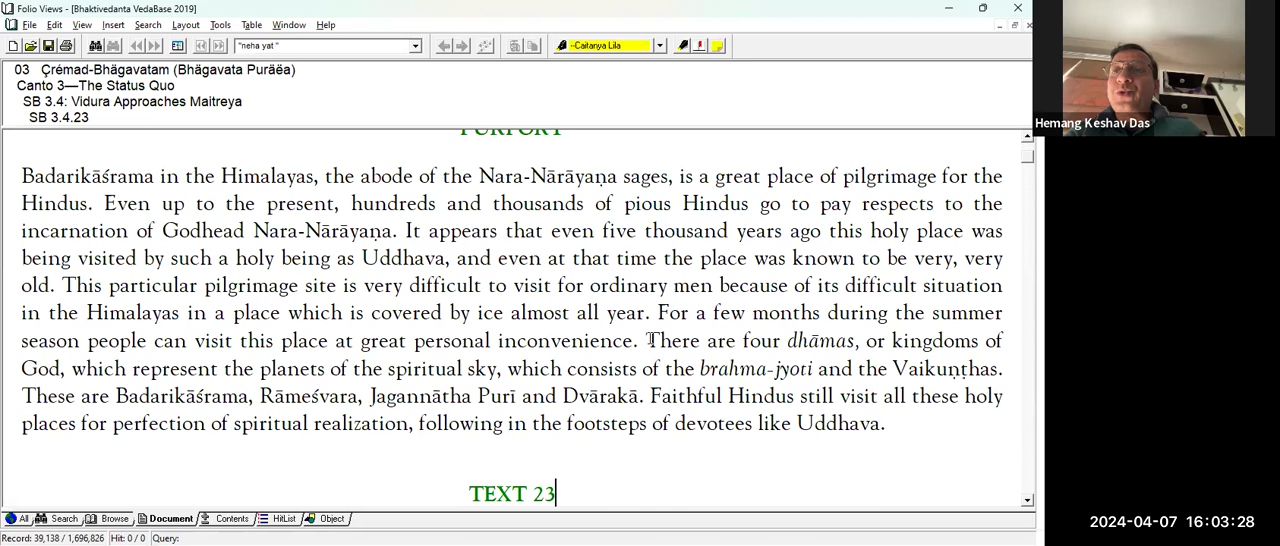 Folio Views - [Bhaktivedanta VedaBase 2019]
File Edit View Insert Search Layout Tools Table Window Help
"neha yat "
--Caitanya Lila
03 Çrémad-Bhägavatam (Bhägavata Puräëa)
Canto 3—The Status Quo
SB 3.4: Vidura Approaches Maitreya
SB 3.4.23
PURPORT
Badarikāśrama in the Himalayas, the abode of the Nara-Nārāyaṇa sages, is a great place of pilgrimage for the
Hindus. Even up to the present, hundreds and thousands of pious Hindus go to pay respects to the
incarnation of Godhead Nara-Nārāyaṇa. It appears that even five thousand years ago this holy place was
being visited by such a holy being as Uddhava, and even at that time the place was known to be very, very
old. This particular pilgrimage site is very difficult to visit for ordinary men because of its difficult situation
in the Himalayas in a place which is covered by ice almost all year. For a few months during the summer
season people can visit this place at great personal inconvenience. There are four dhāmas, or kingdoms of
God, which represent the planets of the spiritual sky, which consists of the brahma-jyoti and the Vaikuṇṭhas.
These are Badarikāśrama, Rāmeśvara, Jagannātha Purī and Dvārakā. Faithful Hindus still visit all these holy
places for perfection of spiritual realization, following in the footsteps of devotees like Uddhava.
TEXT 23
All Search Browse Document Contents HitList Object
Record: 39,138 / 1,696,826 Hit: 0 / 0 Query:
Hemang Keshav Das
2024-04-07 16:03:28